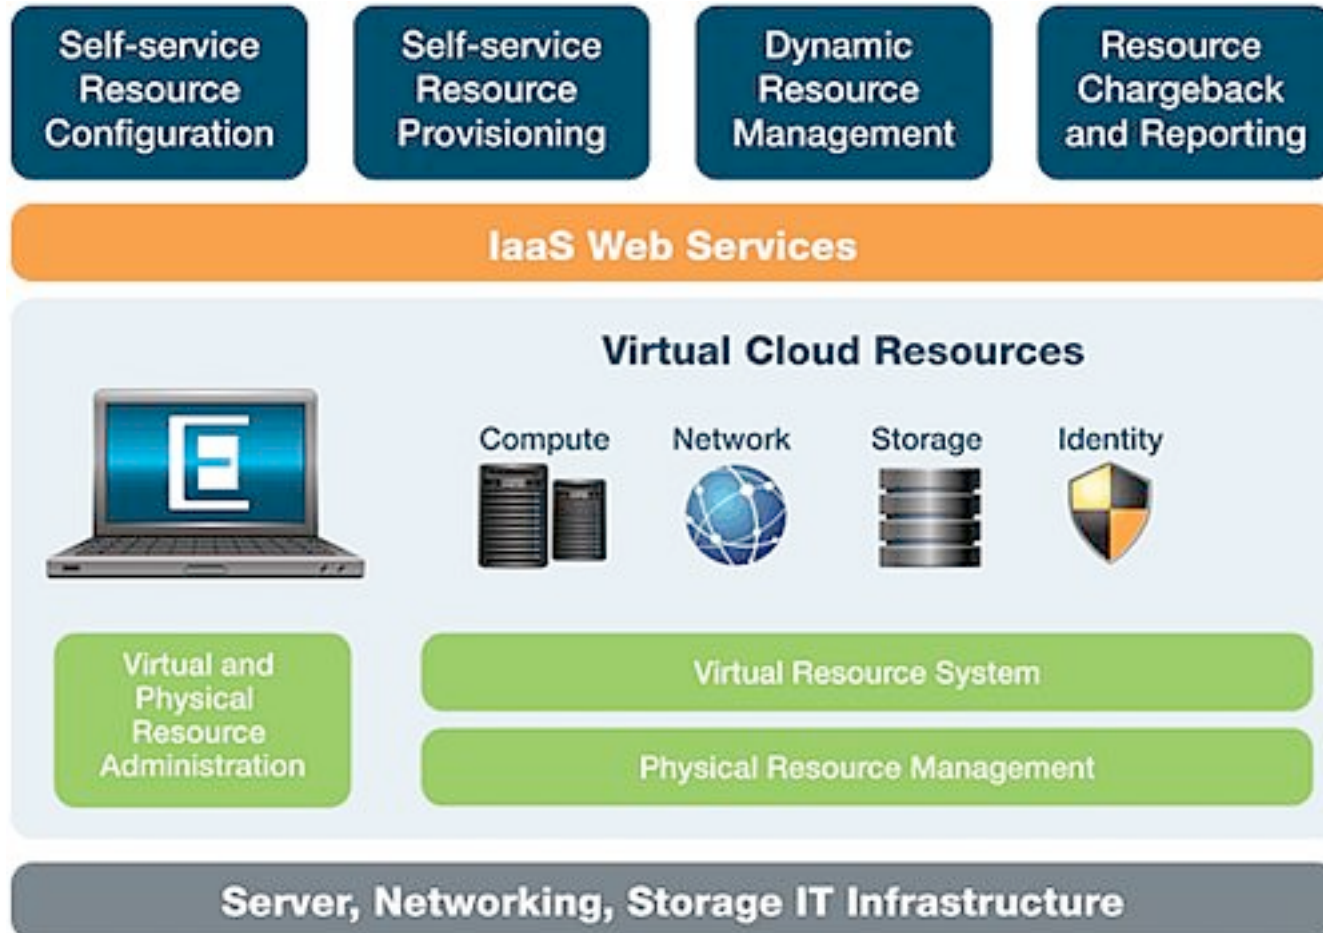 Self-service
Resource
Configuration
Self-service
Resource
Provisioning
Dynamic
Resource
Management
Resource
Chargeback
and Reporting
IaaS Web Services
Virtual Cloud Resources
Compute
Network
Storage
Identity
E
Virtual and
Physical
Resource
Administration
Virtual Resource System
Physical Resource Management
Server, Networking, Storage IT Infrastructure